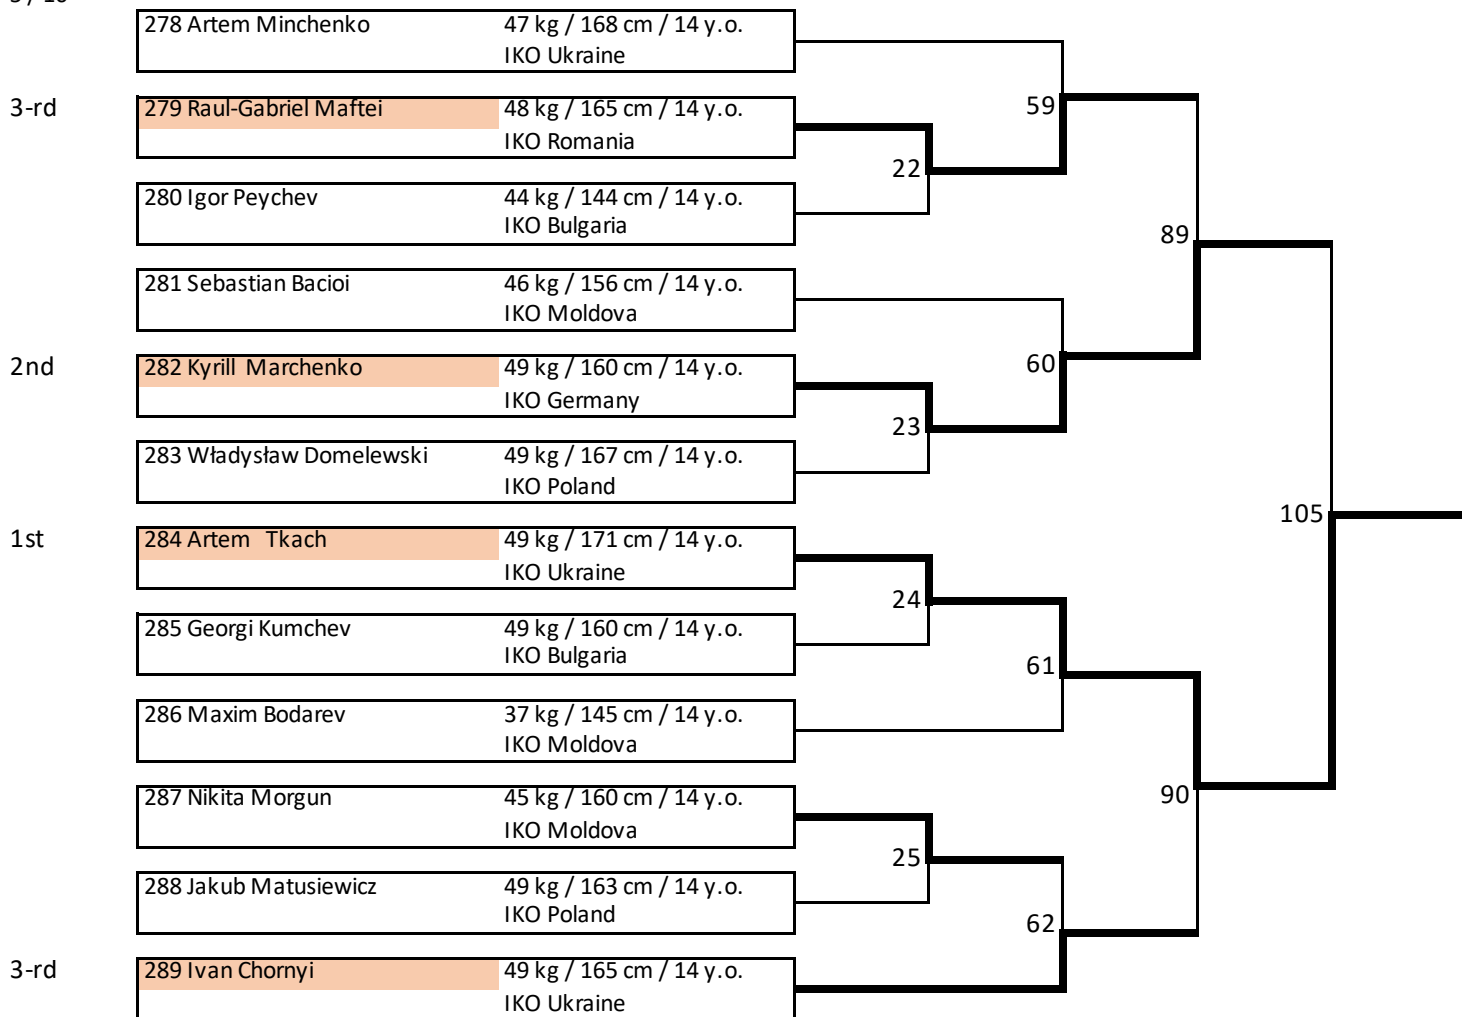 278 Artem Minchenko 47 kg / 168 cm / 14 y.o.
IKO Ukraine
3-rd 279 Raul-Gabriel Maftei 48 kg / 165 cm / 14 y.o. 59
IKO Romania
22
280 Igor Peychev 44 kg / 144 cm / 14 y.o.
IKO Bulgaria
89
281 Sebastian Bacioi 46 kg / 156 cm / 14 y.o.
IKO Moldova
2nd 282 Kyrill Marchenko 49 kg / 160 cm / 14 y.o. 60
IKO Germany
23
283 Władysław Domelewski 49 kg / 167 cm / 14 y.o.
IKO Poland
105
1st 284 Artem Tkach 49 kg / 171 cm / 14 y.o.
IKO Ukraine
24
285 Georgi Kumchev 49 kg / 160 cm / 14 y.o.
IKO Bulgaria
61
286 Maxim Bodarev 37 kg / 145 cm / 14 y.o.
IKO Moldova
287 Nikita Morgun 45 kg / 160 cm / 14 y.o. 90
IKO Moldova
25
288 Jakub Matusiewicz 49 kg / 163 cm / 14 y.o.
IKO Poland
62
3-rd 289 Ivan Chornyi 49 kg / 165 cm / 14 y.o.
IKO Ukraine